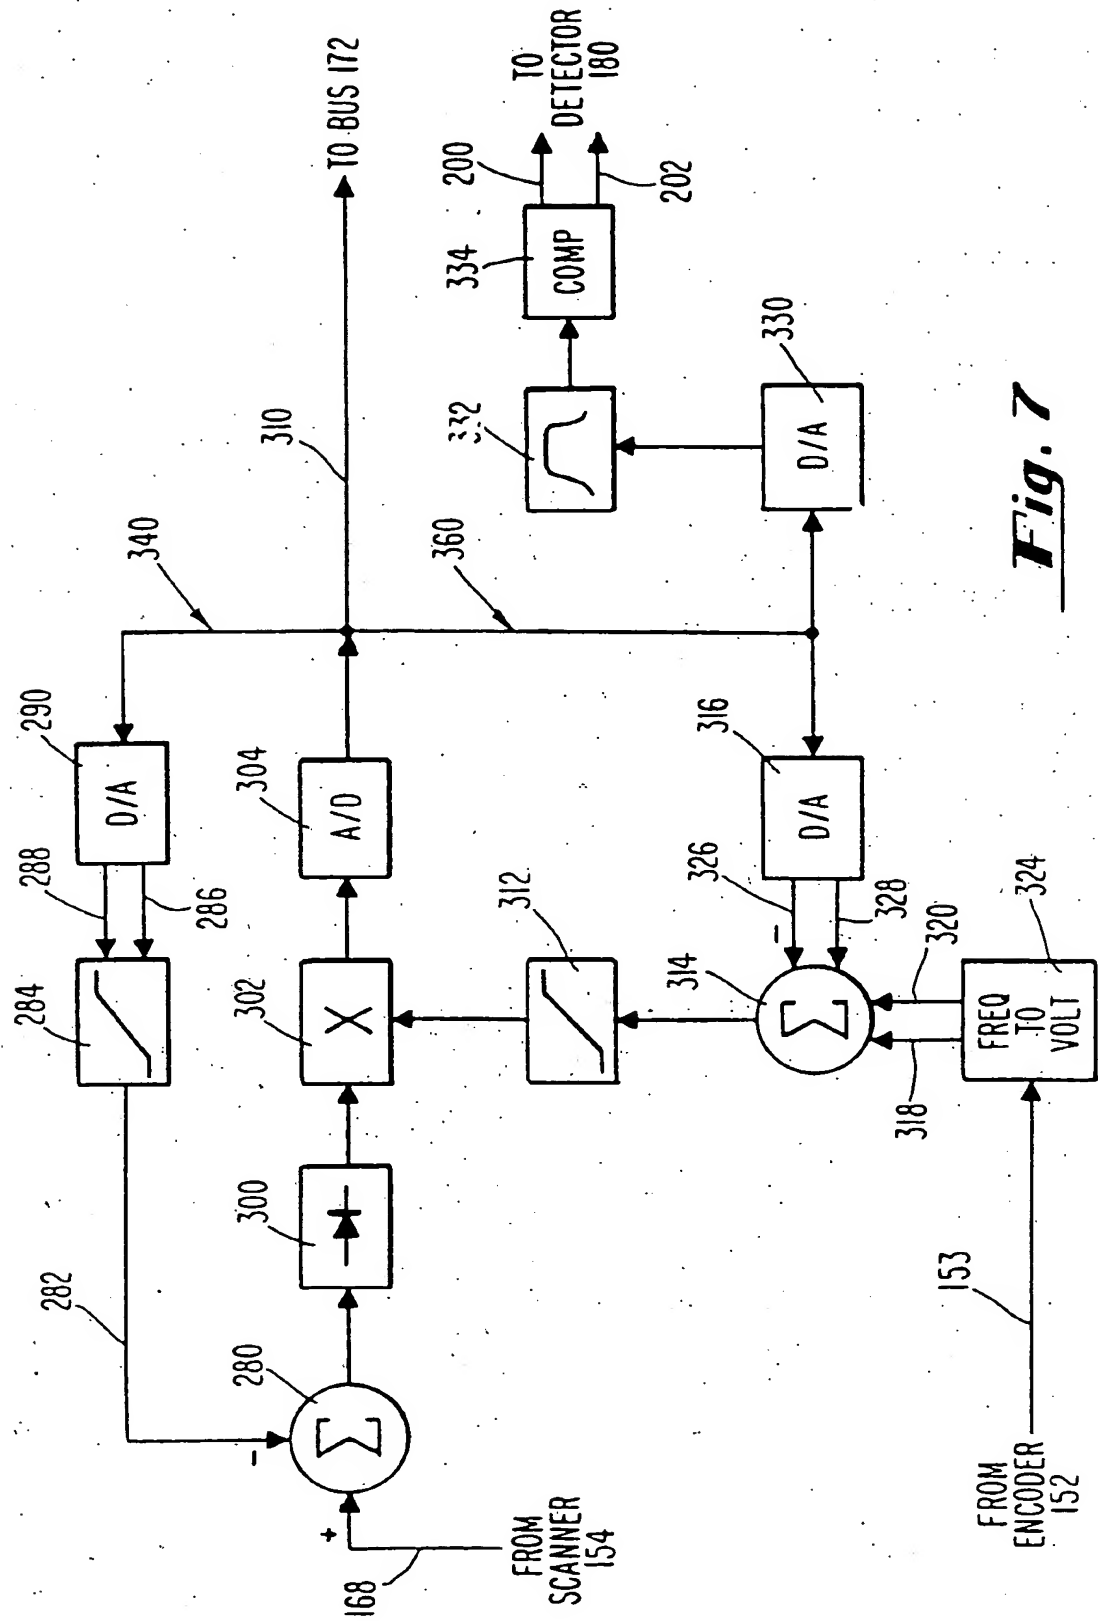 282
284
288
290
D/A
286
340
168
+
-
280
Σ
300
302
X
304
A/D
310
TO BUS 172
FROM
SCANNER
154
312
360
332
334
COMP
200
202
TO
DETECTOR
180
314
Σ
-
326
328
316
D/A
330
D/A
318
320
324
FREQ
TO
VOLT
153
FROM
ENCODER
152
Fig. 7